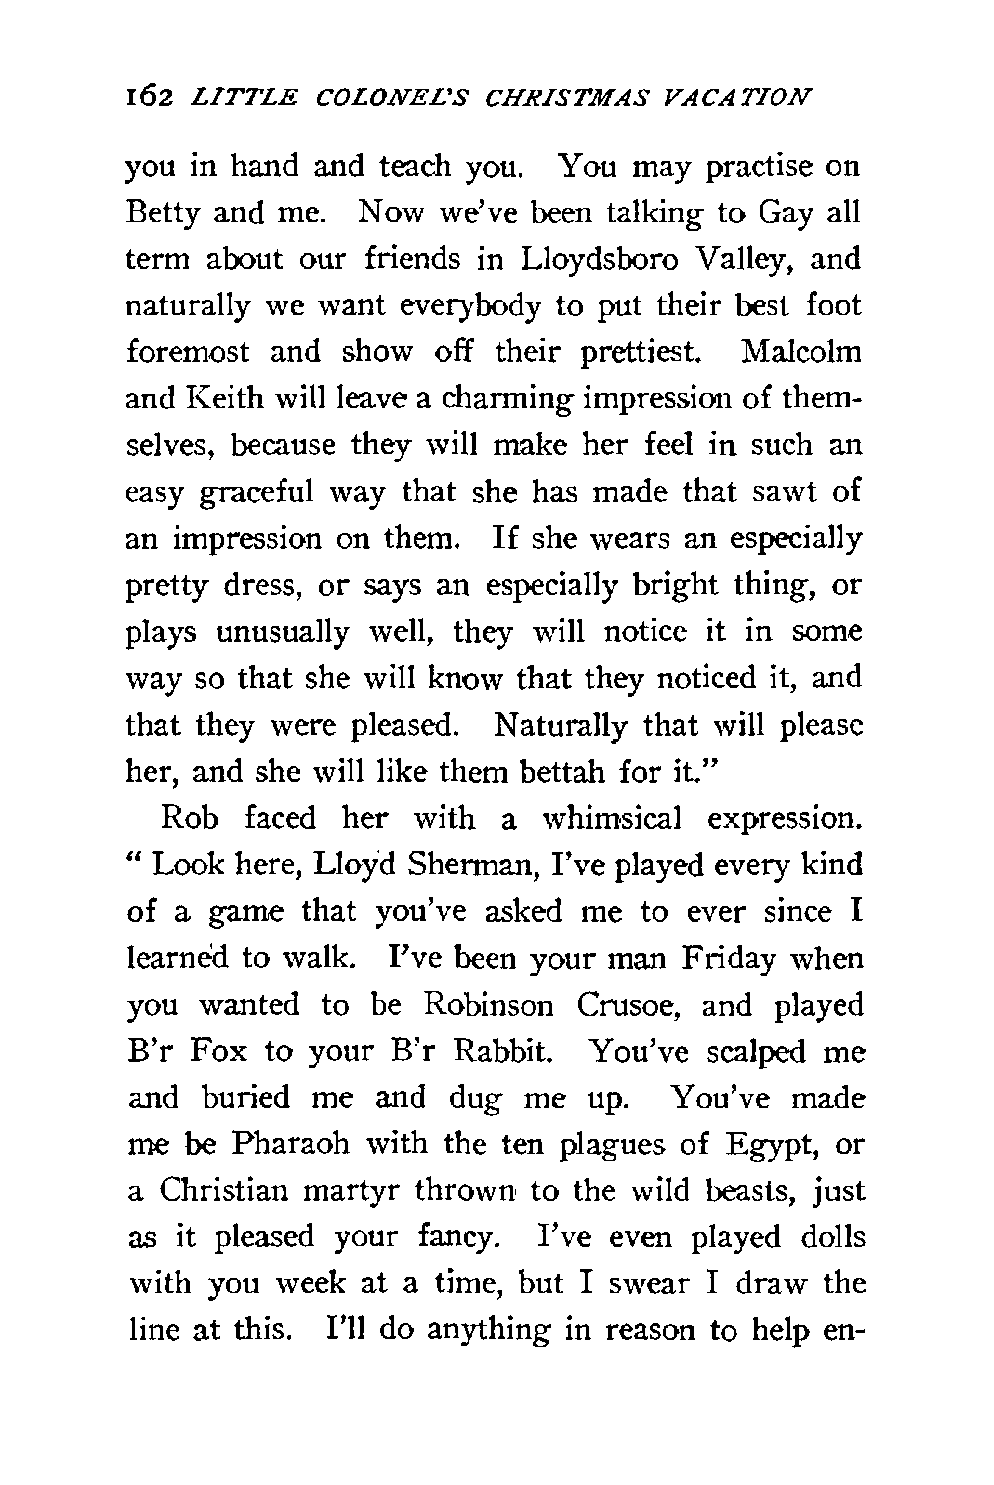 162 LITTLE COLONEL'S CHRISTMAS VACATION
you in hand and teach you. You may practise on
Betty and me. Now we've been talking to Gay all
term about our friends in Lloydsboro Valley, and
naturally we want everybody to put their best foot
foremost and show off their prettiest. Malcolm
and Keith will leave a charming impression of them-
selves, because they will make her feel in such an
easy graceful way that she has made that sawt of
an impression on them. If she wears an especially
pretty dress, or says an especially bright thing, or
plays unusually well, they will notice it in some
way so that she will know that they noticed it, and
that they were pleased. Naturally that will please
her, and she will like them bettah for it."
Rob faced her with a whimsical expression.
" Look here, Lloyd Sherman, I've played every kind
of a game that you've asked me to ever since I
learned to walk. I've been your man Friday when
you wanted to be Robinson Crusoe, and played
B'r Fox to your B'r Rabbit. You've scalped me
and buried me and dug me up. You've made
me be Pharaoh with the ten plagues of Egypt, or
a Christian martyr thrown to the wild beasts, just
as it pleased your fancy. I've even played dolls
with you week at a time, but I swear I draw the
line at this. I'll do anything in reason to help en-